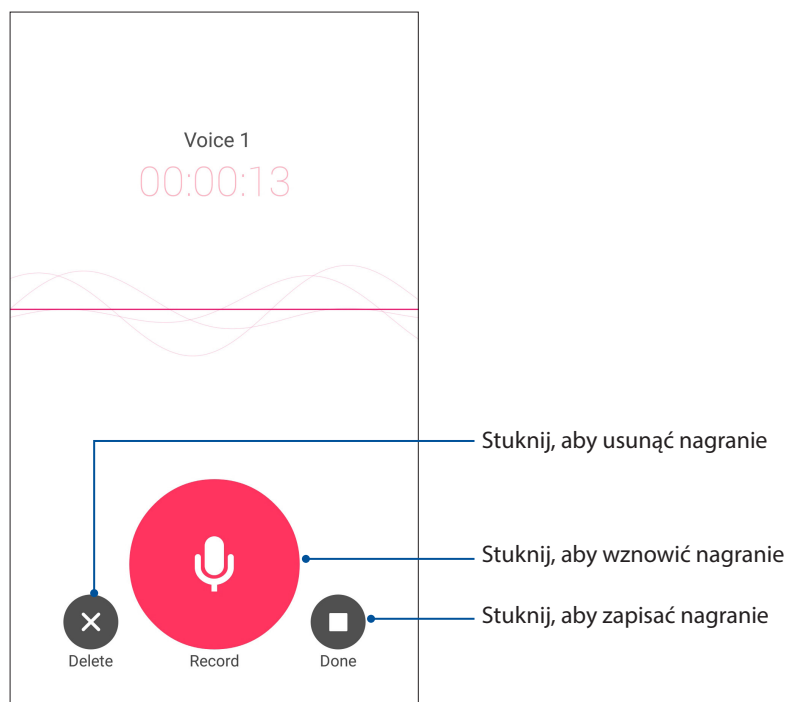 Voice 1
00:00:13
Stuknij, aby usunąć nagranie
Stuknij, aby wznowić nagranie
Stuknij, aby zapisać nagranie
Delete
Record
Done